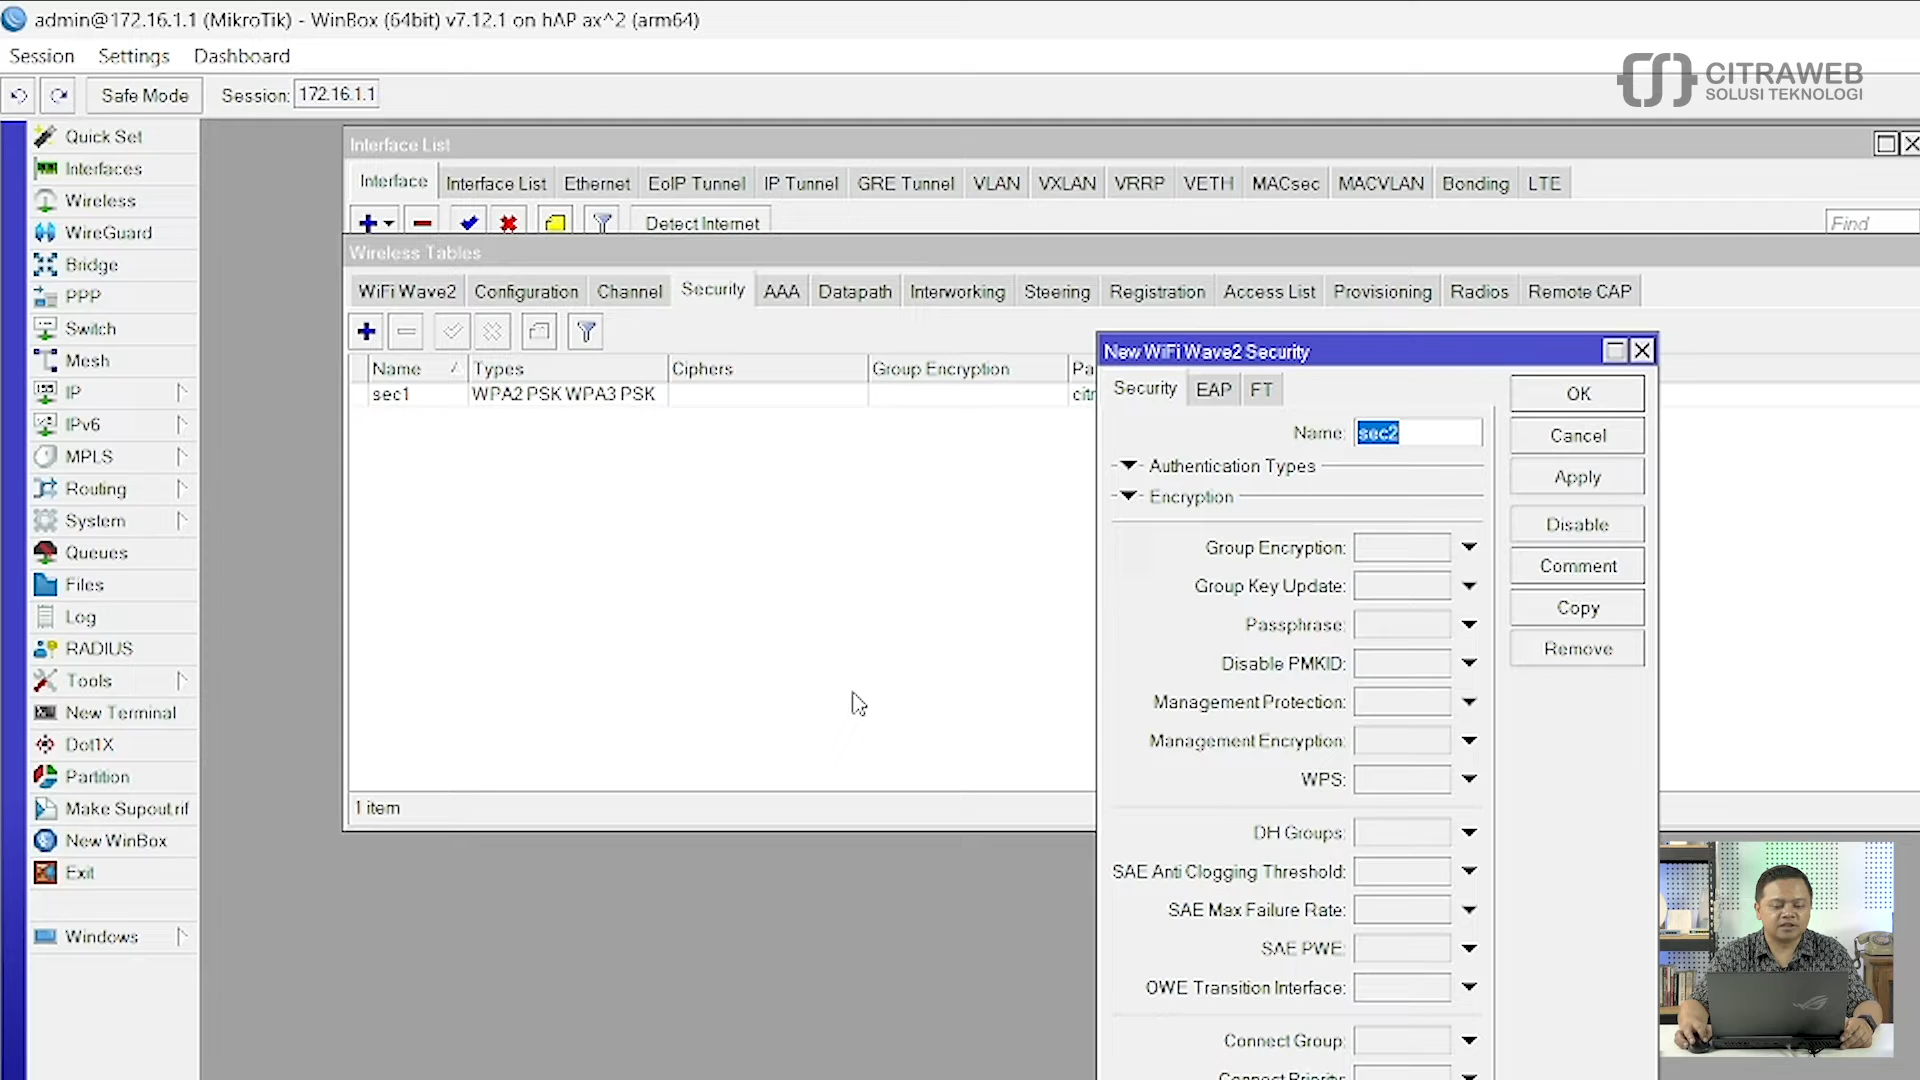 admin@172.16.1.1 (MikroTik) - WinBox (64bit) v7.12.1 on hAP ax^2 (arm64)
Session Settings Dashboard
Safe Mode Session: 172.16.1.1
CITRAWEB
SOLUSI TEKNOLOGI
Quick Set
Interfaces
Wireless
WireGuard
Bridge
PPP
Switch
Mesh
IP
IPv6
MPLS
Routing
System
Queues
Files
Log
RADIUS
Tools
New Terminal
Dot1X
Partition
Make Supout.rif
New WinBox
Exit
Windows
Interface List
Interface Interface List Ethernet EoIP Tunnel IP Tunnel GRE Tunnel VLAN VXLAN VRRP VETH MACsec MACVLAN Bonding LTE
Detect Internet Find
Wireless Tables
WiFi Wave2 Configuration Channel Security AAA Datapath Interworking Steering Registration Access List Provisioning Radios Remote CAP
Name Types Ciphers Group Encryption Pa
sec1 WPA2 PSK WPA3 PSK citr
1 item
New WiFi Wave2 Security
Security EAP FT
Name: sec2
Authentication Types
Encryption
Group Encryption:
Group Key Update:
Passphrase:
Disable PMKID:
Management Protection:
Management Encryption:
WPS:
DH Groups:
SAE Anti Clogging Threshold:
SAE Max Failure Rate:
SAE PWE:
OWE Transition Interface:
Connect Group:
Connect Priority:
OK
Cancel
Apply
Disable
Comment
Copy
Remove